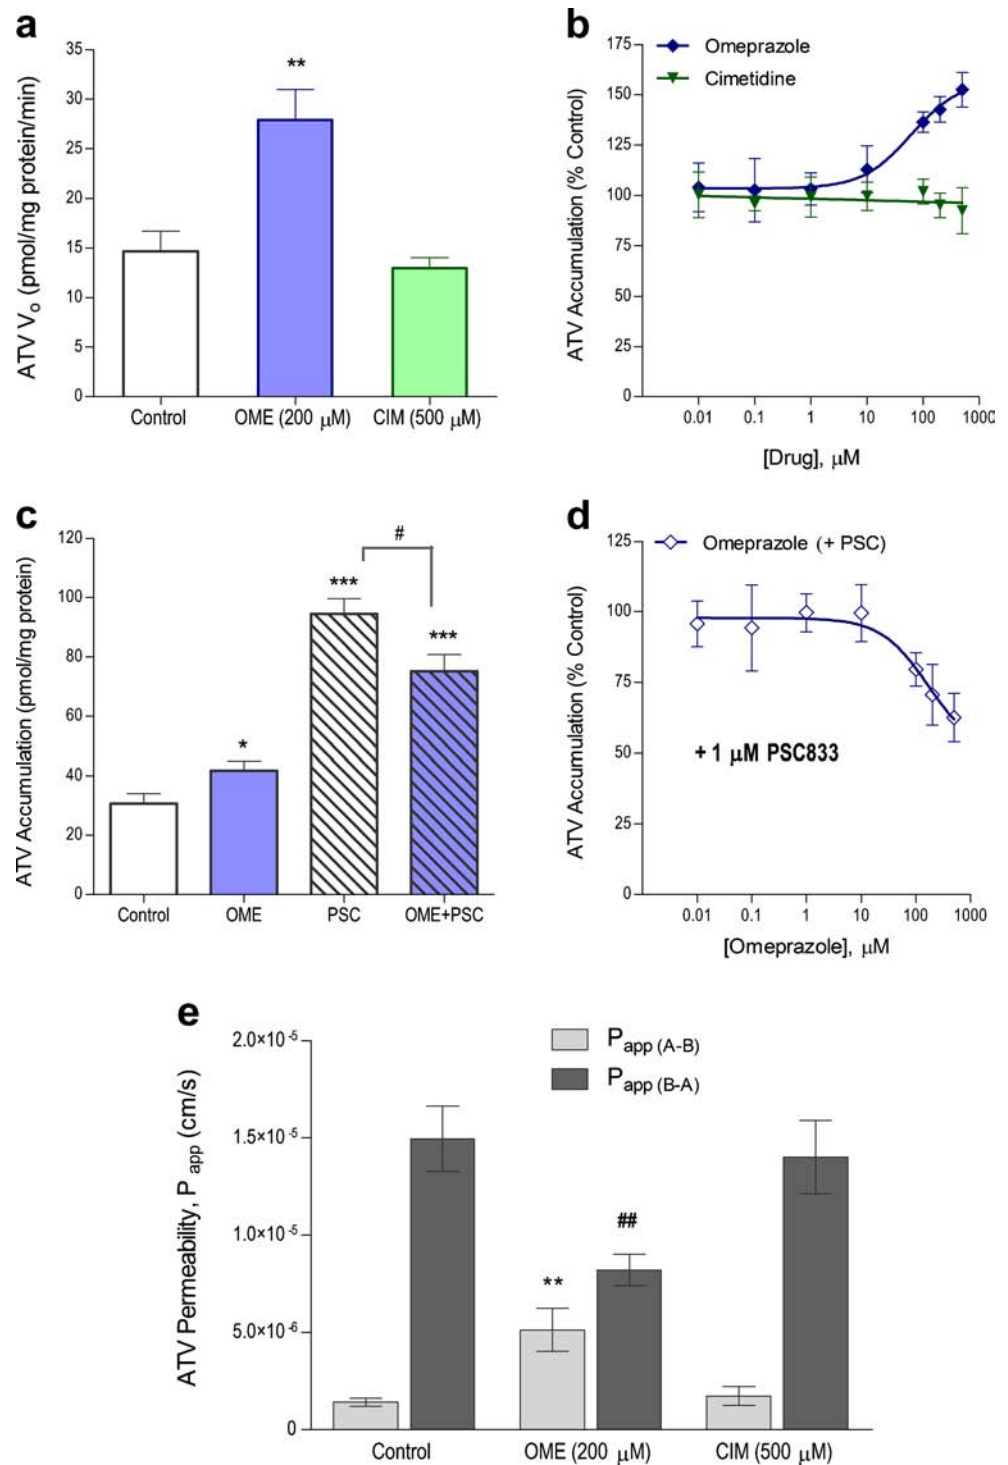 a
ATV Vo (pmol/mg protein/min)
35
30
25
20
15
10
5
0
**
Control
OME (200 μM)
CIM (500 μM)
b
ATV Accumulation (% Control)
Omeprazole
Cimetidine
175
150
125
100
75
50
25
0
0.01
0.1
1
10
100
1000
[Drug], μM
c
ATV Accumulation (pmol/mg protein)
120
100
80
60
40
20
0
*
***
#
***
Control
OME
PSC
OME+PSC
d
ATV Accumulation (% Control)
Omeprazole (+ PSC)
125
100
75
50
0
+ 1 μM PSC833
0.01
0.1
1
10
100
1000
[Omeprazole], μM
e
ATV Permeability, P app (cm/s)
P app (A-B)
P app (B-A)
2.0×10-5
1.5×10-5
1.0×10-5
5.0×10-6
0
**
##
Control
OME (200 μM)
CIM (500 μM)